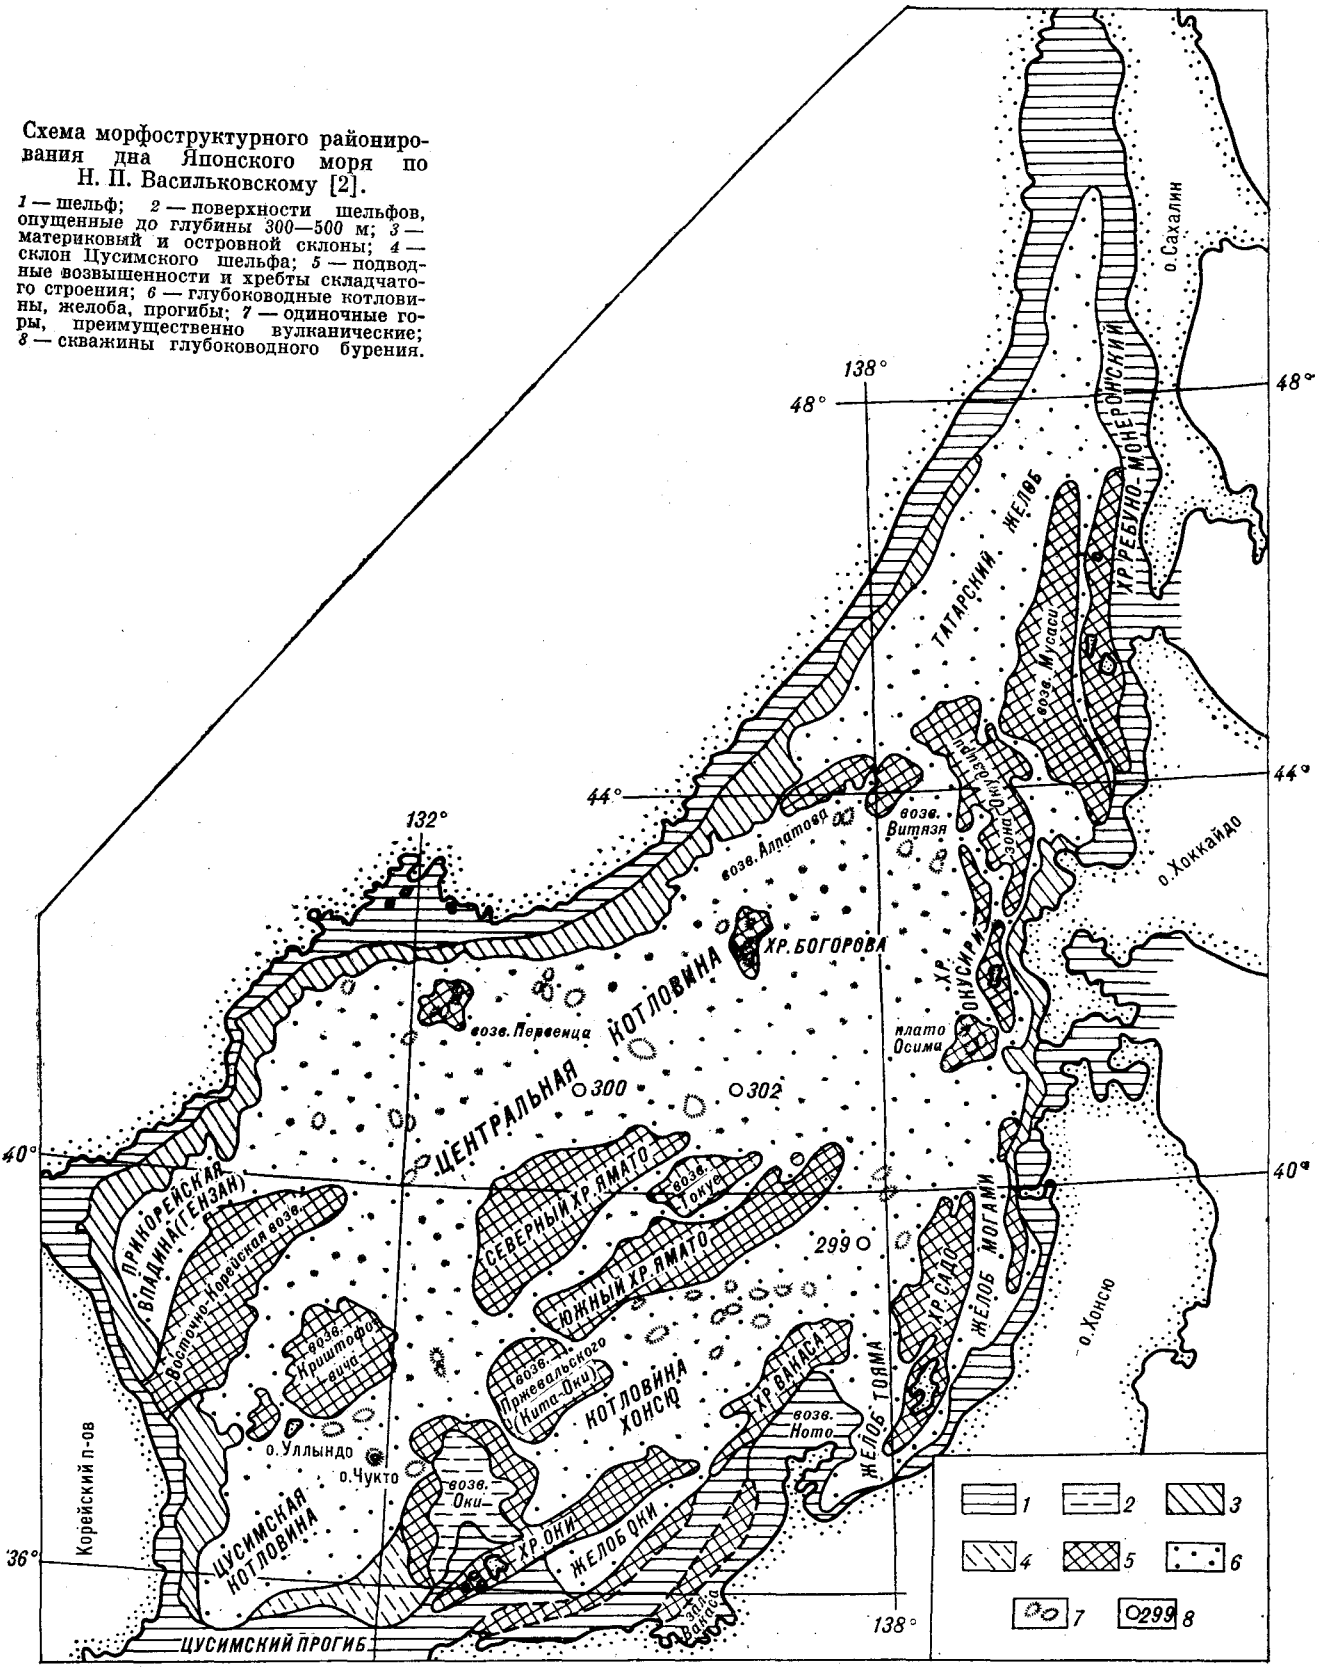 Схема морфоструктурного райониро-
вания дна Японского моря по
Н. П. Васильковскому [2].
1 — шельф; 2 — поверхности шельфов,
опущенные до глубины 300—500 м; 3 —
материковый и островной склоны; 4 —
склон Цусимского шельфа; 5 — подвод-
ные возвышенности и хребты складчато-
го строения; 6 — глубоководные котлови-
ны, желоба, прогибы; 7 — одиночные го-
ры, преимущественно вулканические;
8 — скважины глубоководного бурения.
о. Сахалин
138°
48°
48°
ХР. РЕБУНО-МОНЕРОНСКИЙ
ТАТАРСКИЙ ЖЕЛОБ
возв. Мусаси
зона Окудзири
44°
44°
132°
возв. Алпатова
возв.
Витязя
о. Хоккайдо
ХР. БОГОРОВА
ХР.
ОКУСИРИ
возв. Первенца
плато
Осима
ЦЕНТРАЛЬНАЯ КОТЛОВИНА
300
302
40°
40°
ПРИКОРЕЙСКАЯ
ВПАДИНА (ГЕНЗАН)
Восточно-Корейская возв.
СЕВЕРНЫЙ ХР. ЯМАТО
возв.
Токуе
ЮЖНЫЙ ХР. ЯМАТО
299
ХР. САДО
ЖЕЛОБ МОГАМИ
о. Хонсю
возв.
Криштофо-
вича
возв.
Пржевальского
(Кита-Оки)
КОТЛОВИНА
ХОНСЮ
ХР. ВАКАСА
возв.
Ното
ЖЕЛОБ ТОЯМА
о. Уллындо
о. Чукто
возв.
Оки
Корейский п-ов
ЦУСИМСКАЯ
КОТЛОВИНА
ХР. ОКИ
ЖЕЛОБ ОКИ
36°
зал.
Вакаса
138°
ЦУСИМСКИЙ ПРОГИБ
1
2
3
4
5
6
7
299 8